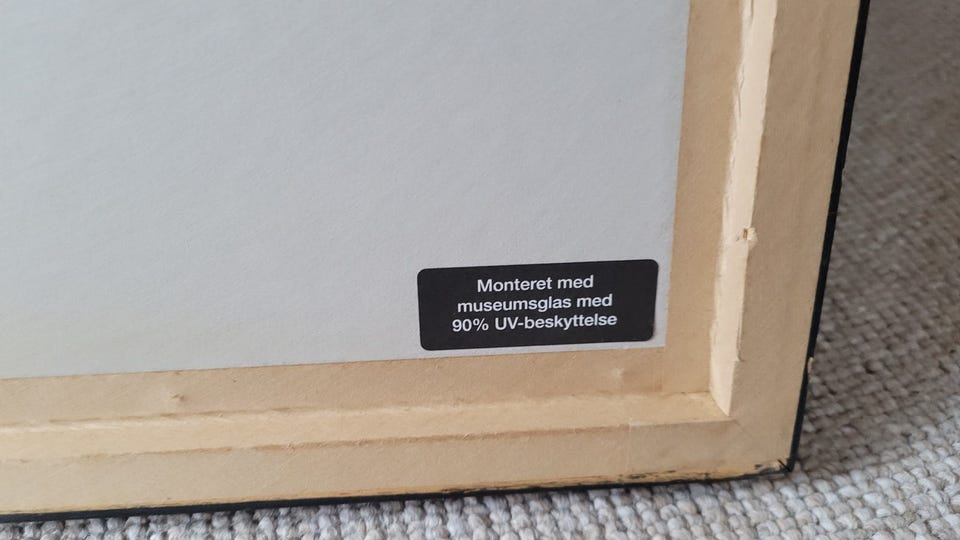 Monteret med
museumsglas med
90% UV-beskyttelse